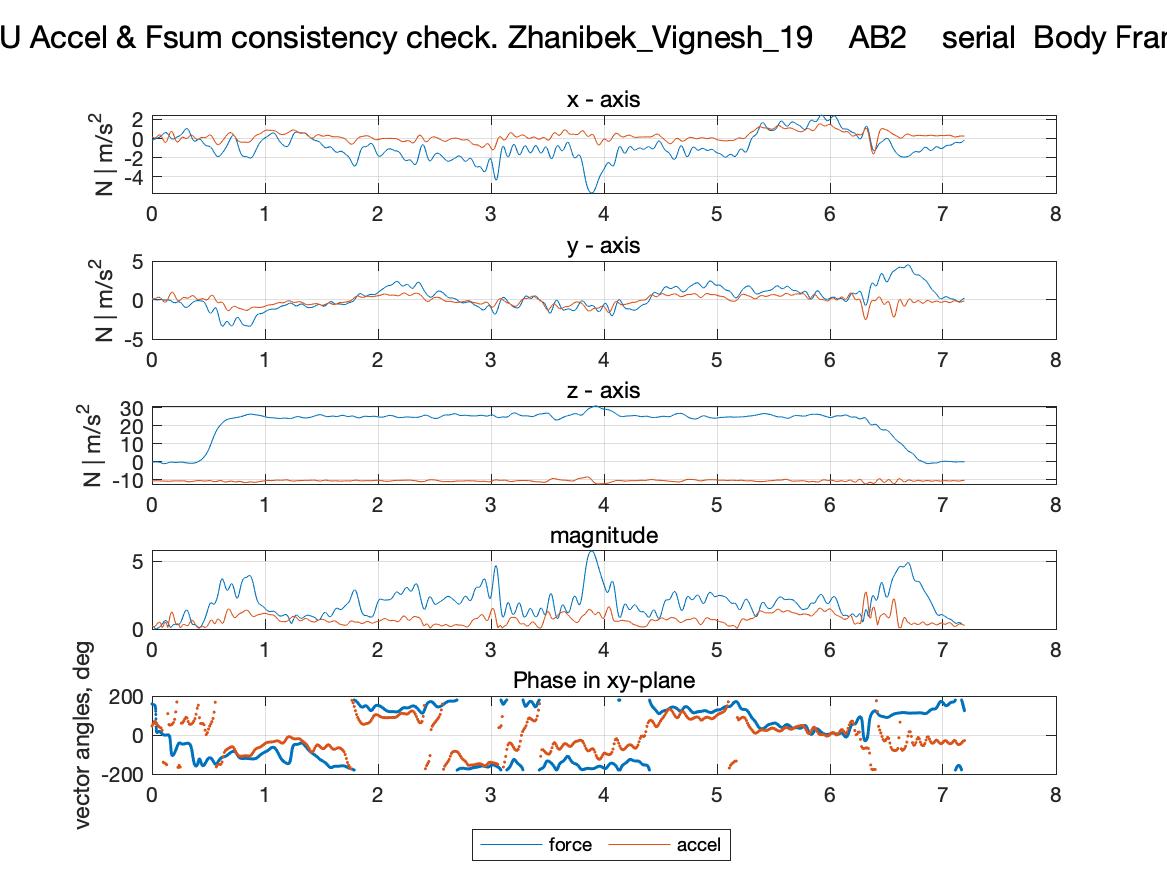 U Accel & Fsum consistency check. Zhanibek_Vignesh_19 AB2 serial Body Fra
x - axis
N | m/s²
2
0
-2
-4
0 1 2 3 4 5 6 7 8
y - axis
N | m/s²
5
0
-5
0 1 2 3 4 5 6 7 8
z - axis
N | m/s²
30
20
10
0
-10
0 1 2 3 4 5 6 7 8
magnitude
5
0
0 1 2 3 4 5 6 7 8
Phase in xy-plane
vector angles, deg
200
0
-200
0 1 2 3 4 5 6 7 8
force accel